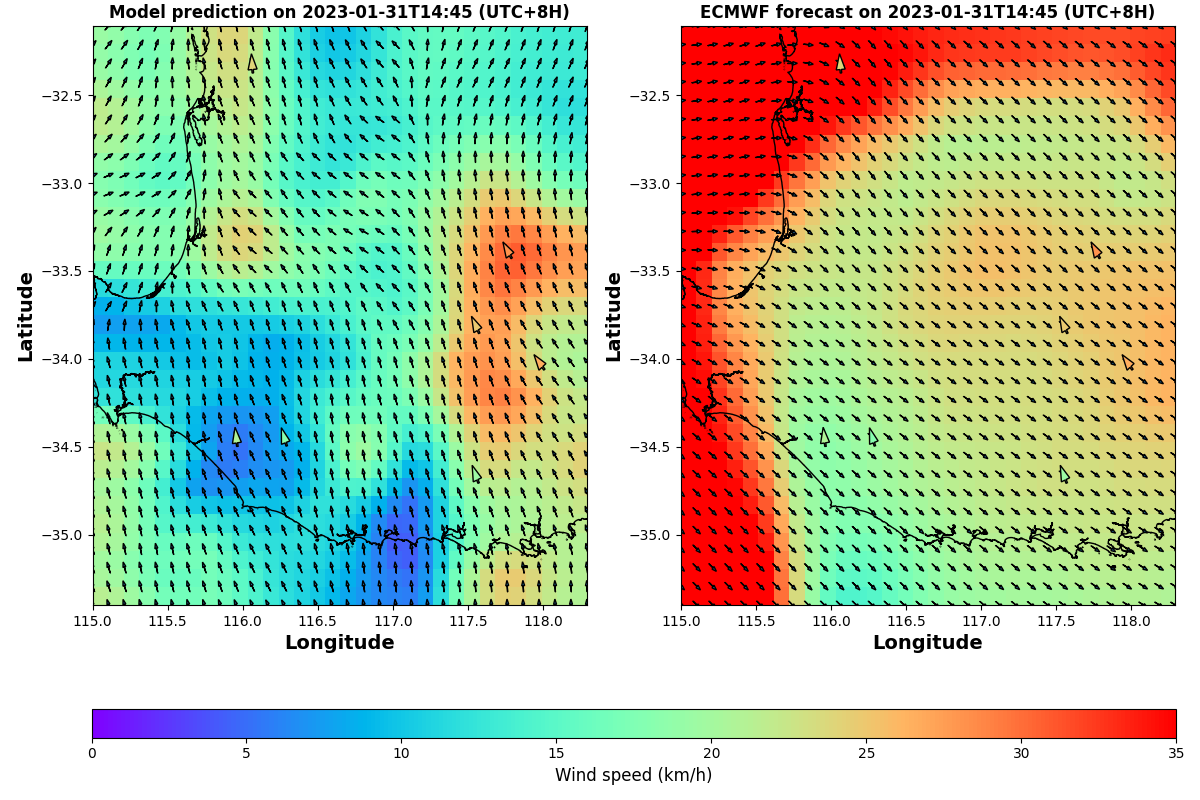 Model prediction on 2023-01-31T14:45 (UTC+8H)
ECMWF forecast on 2023-01-31T14:45 (UTC+8H)
Latitude
−32.5
−33.0
−33.5
−34.0
−34.5
−35.0
115.0 115.5 116.0 116.5 117.0 117.5 118.0
Longitude
Latitude
−32.5
−33.0
−33.5
−34.0
−34.5
−35.0
115.0 115.5 116.0 116.5 117.0 117.5 118.0
Longitude
0 5 10 15 20 25 30 35
Wind speed (km/h)